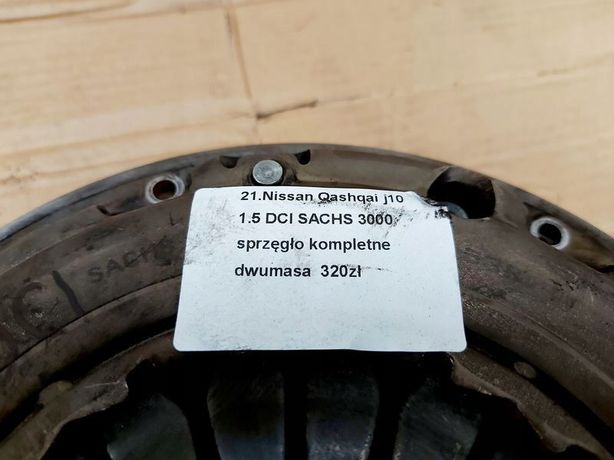 21.Nissan Qashqai j10
1.5 DCI SACHS 3000
sprzęgło kompletne
dwumasa 320zł
SACHS